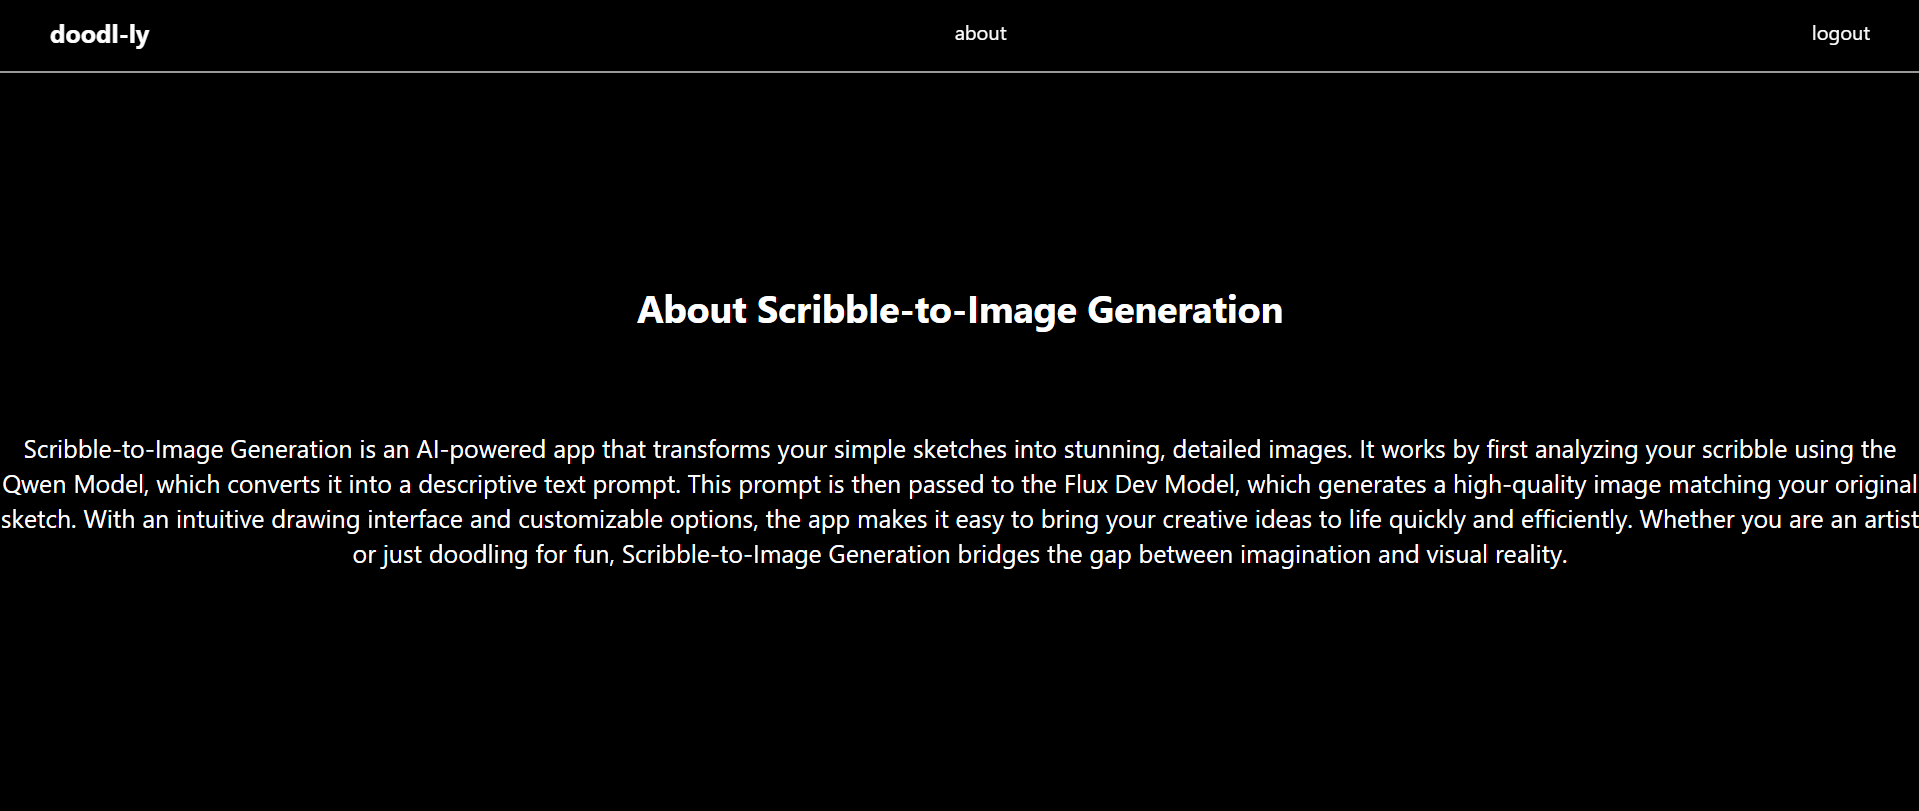 doodl-ly
about
logout
About Scribble-to-Image Generation
Scribble-to-Image Generation is an AI-powered app that transforms your simple sketches into stunning, detailed images. It works by first analyzing your scribble using the
Qwen Model, which converts it into a descriptive text prompt. This prompt is then passed to the Flux Dev Model, which generates a high-quality image matching your original
sketch. With an intuitive drawing interface and customizable options, the app makes it easy to bring your creative ideas to life quickly and efficiently. Whether you are an artist
or just doodling for fun, Scribble-to-Image Generation bridges the gap between imagination and visual reality.